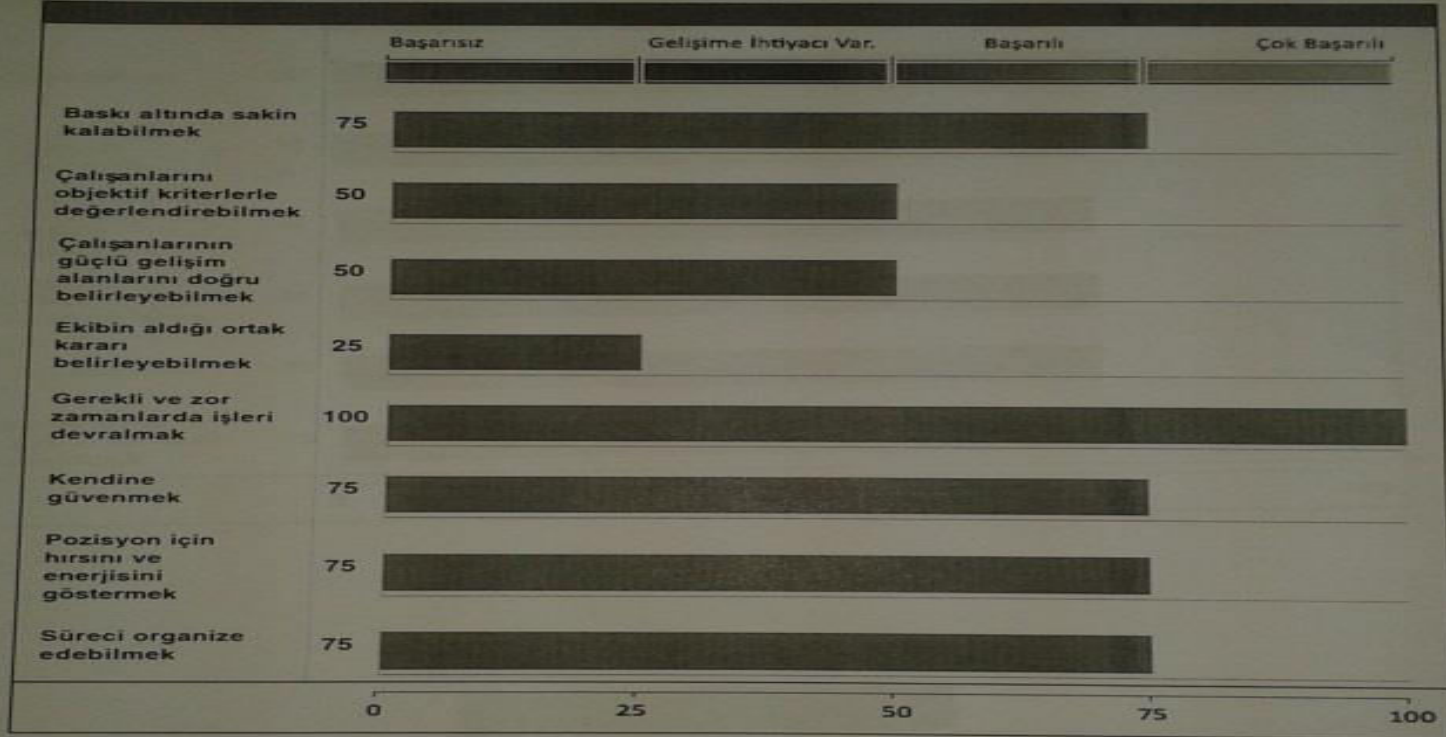 Başarısız Gelişime İhtiyacı Var. Başarılı Çok Başarılı
Baskı altında sakin
kalabilmek
75
Çalışanlarını
objektif kriterlerle
değerlendirebilmek
50
Çalışanlarının
güçlü gelişim
alanlarını doğru
belirleyebilmek
50
Ekibin aldığı ortak
kararı
belirleyebilmek
25
Gerekli ve zor
zamanlarda işleri
devralmak
100
Kendine
güvenmek
75
Pozisyon için
hırsını ve
enerjisini
göstermek
75
Süreci organize
edebilmek
75
0 25 50 75 100